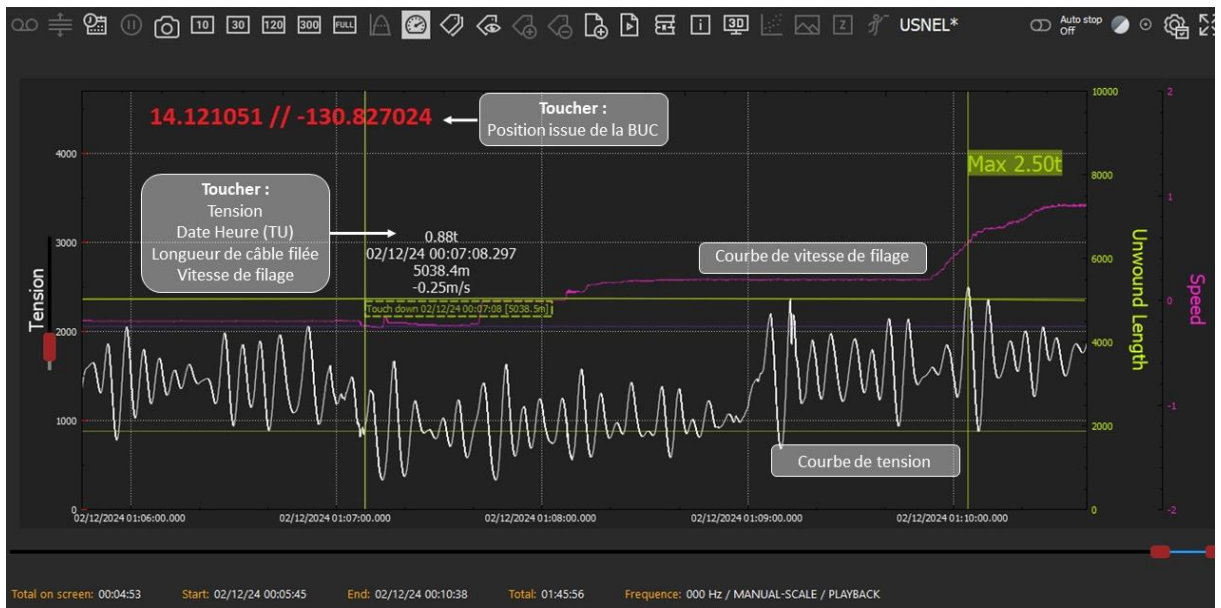 10 30 120 300 FULL i 3D Z USNEL* Auto stop
Off
14.121051 // -130.827024
Toucher :
Position issue de la BUC
Max 2.50t
Toucher :
Tension
Date Heure (TU)
Longueur de câble filée
Vitesse de filage
0.88t
02/12/24 00:07:08.297
5038.4m
-0.25m/s
Touch down 02/12/24 00:07:08 [5038.5m]
Courbe de vitesse de filage
Courbe de tension
Tension
4000
3000
2000
1000
0
10000
8000
6000
4000
2000
0
Unwound Length
2
1
0
-1
-2
Speed
02/12/2024 01:06:00.000 02/12/2024 01:07:00.000 02/12/2024 01:08:00.000 02/12/2024 01:09:00.000 02/12/2024 01:10:00.000
Total on screen: 00:04:53 Start: 02/12/24 00:05:45 End: 02/12/24 00:10:38 Total: 01:45:56 Frequence: 000 Hz / MANUAL-SCALE / PLAYBACK